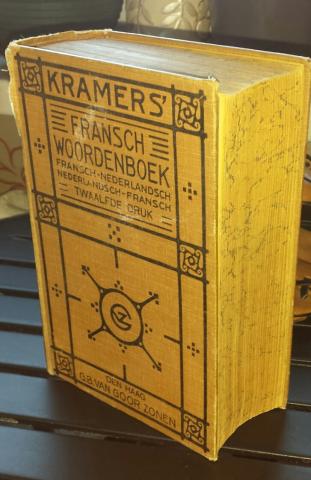 KRAMERS'
FRANSCH
WOORDENBOEK
FRANSCH-NEDERLANDSCH
NEDERLANDSCH-FRANSCH
TWAALFDE DRUK
DEN HAAG
G.B. VAN GOOR ZONEN